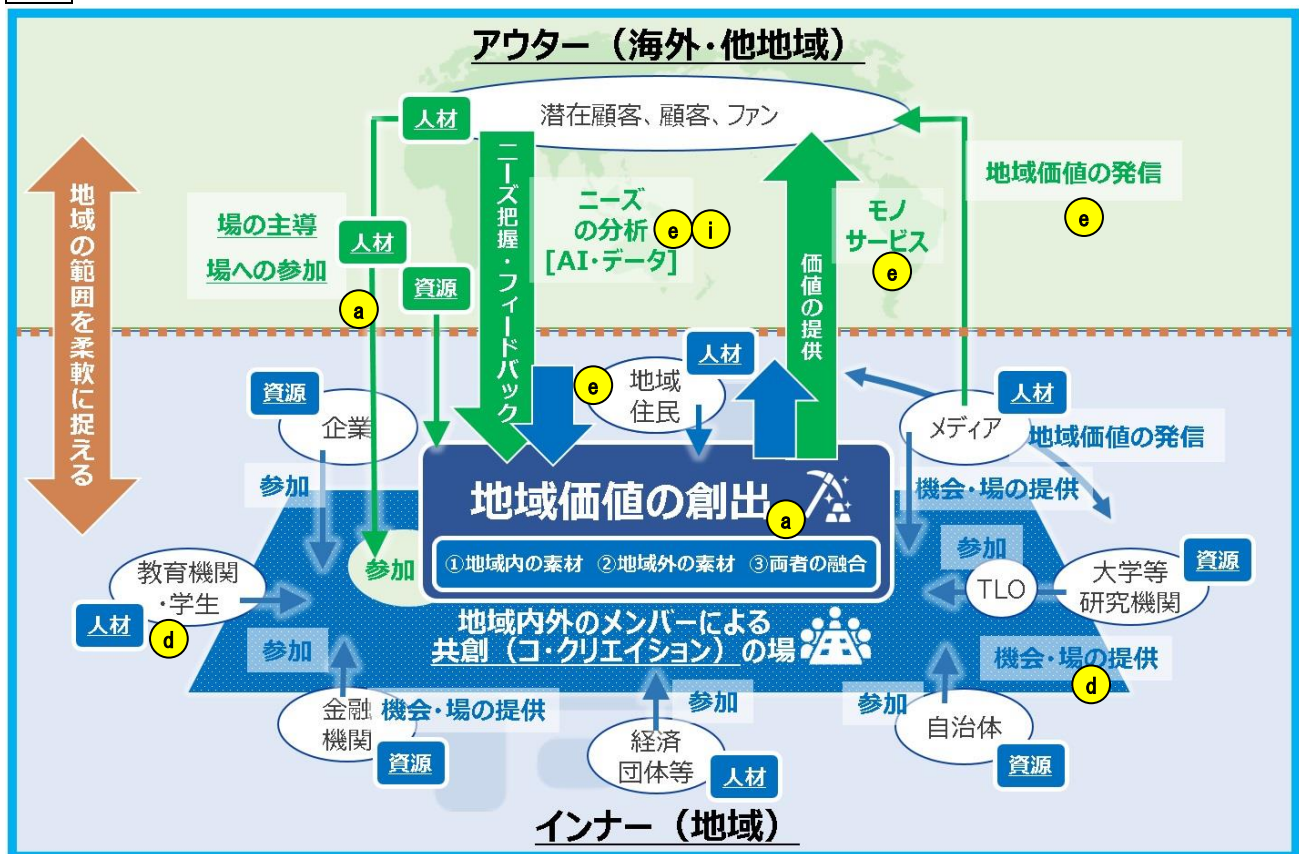 アウター（海外・他地域）
潜在顧客、顧客、ファン
人材
地域の範囲を柔軟に捉える
場の主導
場への参加
人材
a
資源
ニーズ把握・フィードバック
ニーズ
の分析
[AI・データ]
e
i
価値の提供
モノ
サービス
e
地域価値の発信
e
資源
企業
参加
e
地域
住民
人材
人材
メディア
地域価値の発信
機会・場の提供
地域価値の創出
a
①地域内の素材 ②地域外の素材 ③両者の融合
参加
教育機関
・学生
人材
d
参加
TLO
大学等
研究機関
資源
地域内外のメンバーによる
共創（コ・クリエイション）の場
参加
金融
機関
機会・場の提供
資源
参加
経済
団体等
人材
参加
機会・場の提供
d
自治体
資源
インナー（地域）